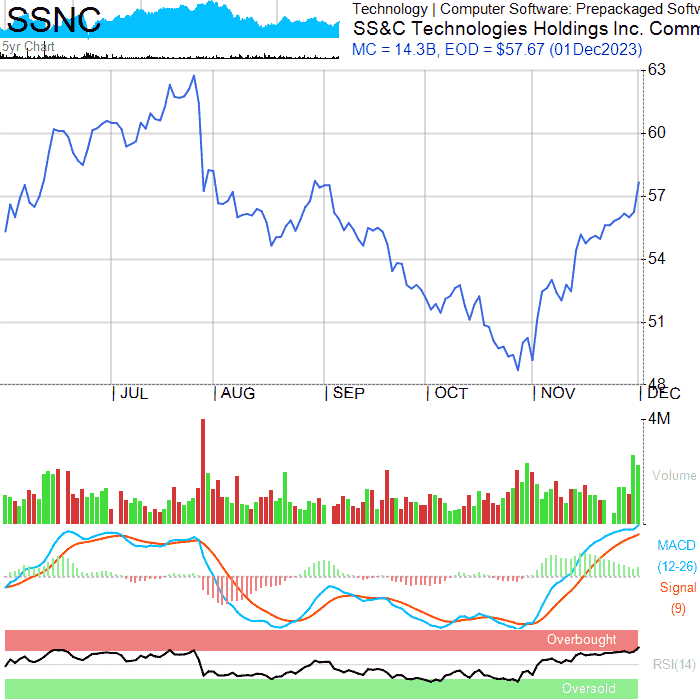 SSNC
Technology | Computer Software: Prepackaged Softw
SS&C Technologies Holdings Inc. Comm
MC = 14.3B, EOD = $57.67 (01Dec2023)
5yr Chart
63
60
57
54
51
48
| JUL | AUG | SEP | OCT | NOV | DEC
4M
Volume
MACD
(12-26)
Signal
(9)
Overbought
RSI(14)
Oversold